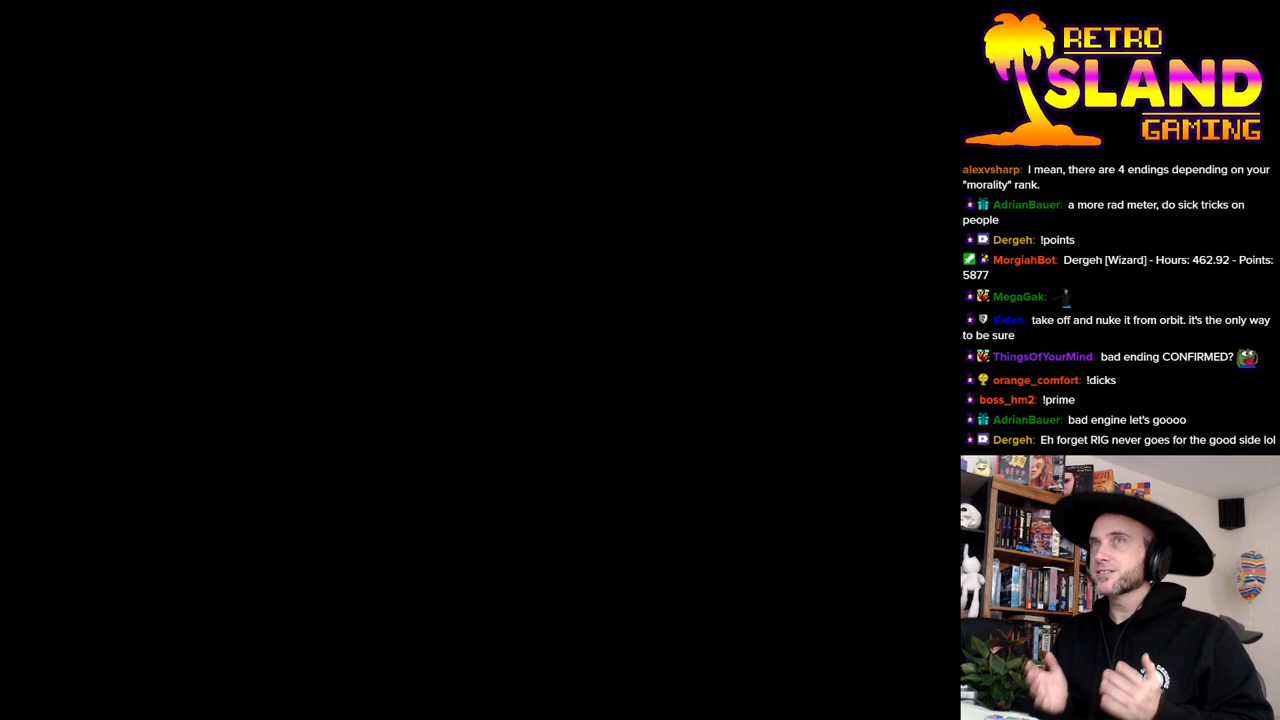 RETRO
ISLAND
GAMING
alexvsharp: I mean, there are 4 endings depending on your
"morality" rank.
AdrianBauer: a more rad meter, do sick tricks on
people
Dergeh: !points
MorgiahBot: Dergeh [Wizard] - Hours: 462.92 - Points:
5877
MegaGak:
take off and nuke it from orbit. it's the only way
to be sure
ThingsOfYourMind: bad ending CONFIRMED?
orange_comfort: !dicks
boss_hm2: !prime
AdrianBauer: bad engine let's goooo
Dergeh: Eh forget RIG never goes for the good side lol